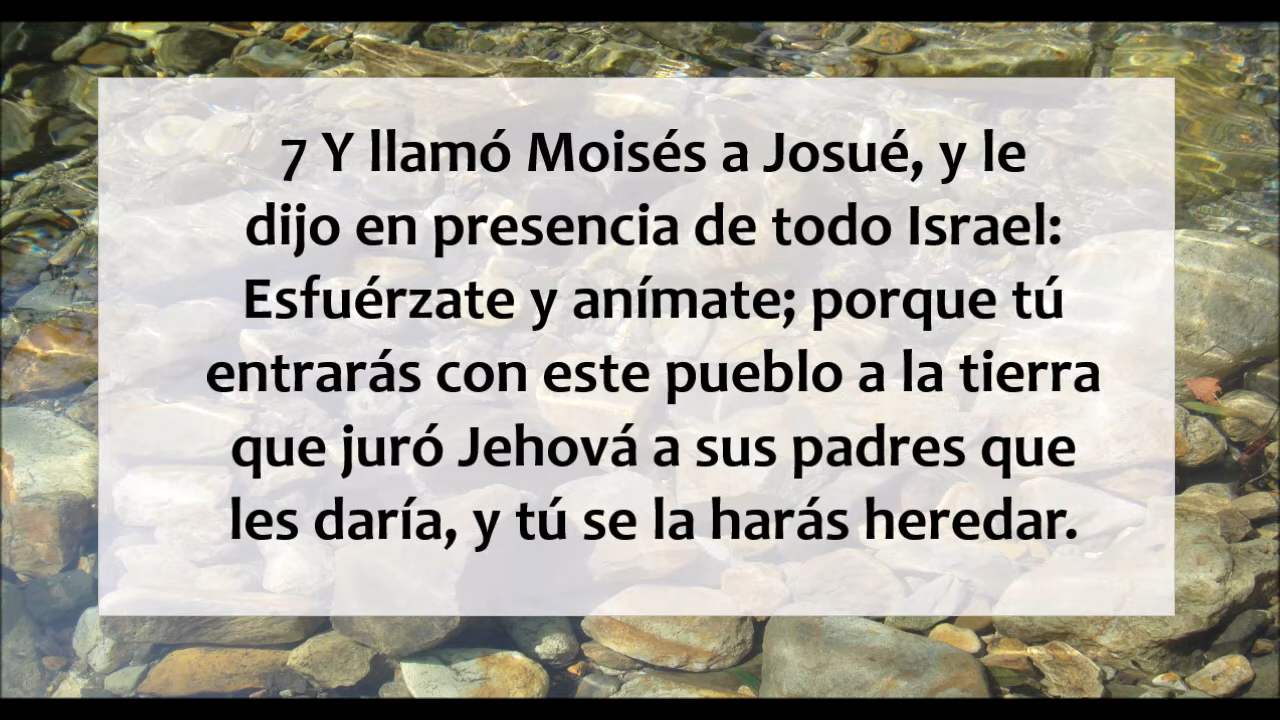 7 Y llamó Moisés a Josué, y le
dijo en presencia de todo Israel:
Esfuérzate y anímate; porque tú
entrarás con este pueblo a la tierra
que juró Jehová a sus padres que
les daría, y tú se la harás heredar.